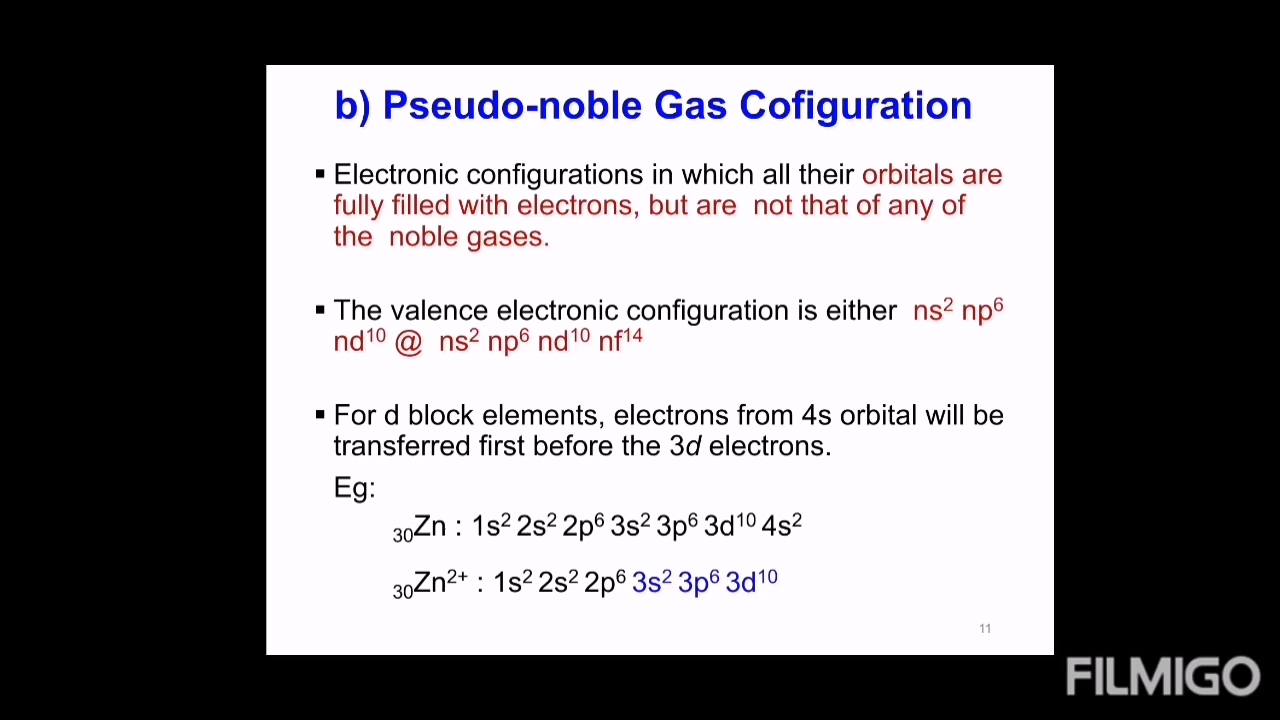 b) Pseudo-noble Gas Cofiguration
▪ Electronic configurations in which all their orbitals are
fully filled with electrons, but are not that of any of
the noble gases.
▪ The valence electronic configuration is either ns² np⁶
nd¹⁰ @ ns² np⁶ nd¹⁰ nf¹⁴
▪ For d block elements, electrons from 4s orbital will be
transferred first before the 3d electrons.
Eg:
₃₀Zn : 1s² 2s² 2p⁶ 3s² 3p⁶ 3d¹⁰ 4s²
₃₀Zn²⁺ : 1s² 2s² 2p⁶ 3s² 3p⁶ 3d¹⁰
11
FILMIGO